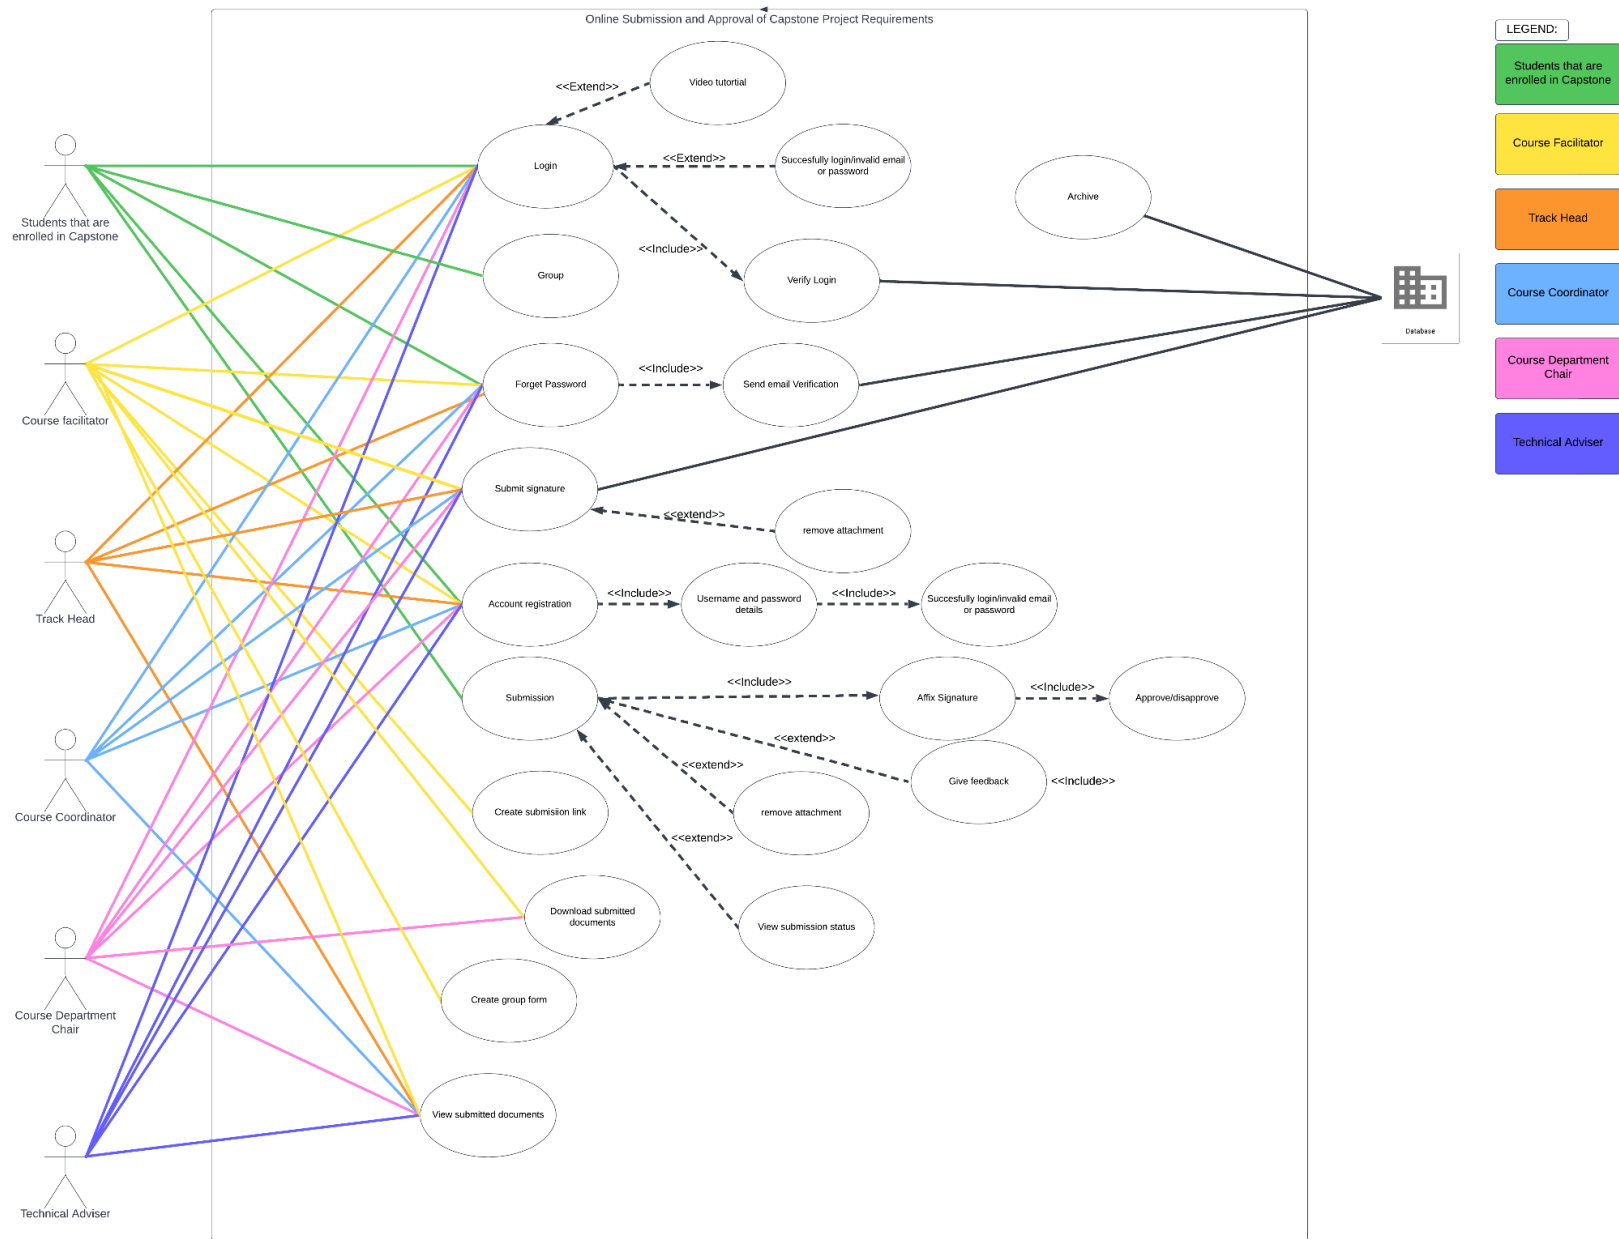 Online Submission and Approval of Capstone Project Requirements
LEGEND:
Students that are
enrolled in Capstone
Course Facilitator
Track Head
Course Coordinator
Course Department
Chair
Technical Adviser
Video tutortial
<<Extend>>
Login
<<Extend>>
Succesfully login/invalid email
or password
Archive
Students that are
enrolled in Capstone
<<Include>>
Group
Verify Login
Database
Course facilitator
Forget Password
<<Include>>
Send email Verification
Submit signature
<<extend>>
remove attachment
Track Head
Account registration
<<Include>>
Username and password
details
<<Include>>
Succesfully login/invalid email
or password
Submission
<<Include>>
Affix Signature
<<Include>>
Approve/disapprove
<<extend>>
Give feedback
<<Include>>
<<extend>>
remove attachment
Course Coordinator
Create submisiion link
<<extend>>
Download submitted
documents
View submission status
Create group form
Course Department
Chair
View submitted documents
Technical Adviser